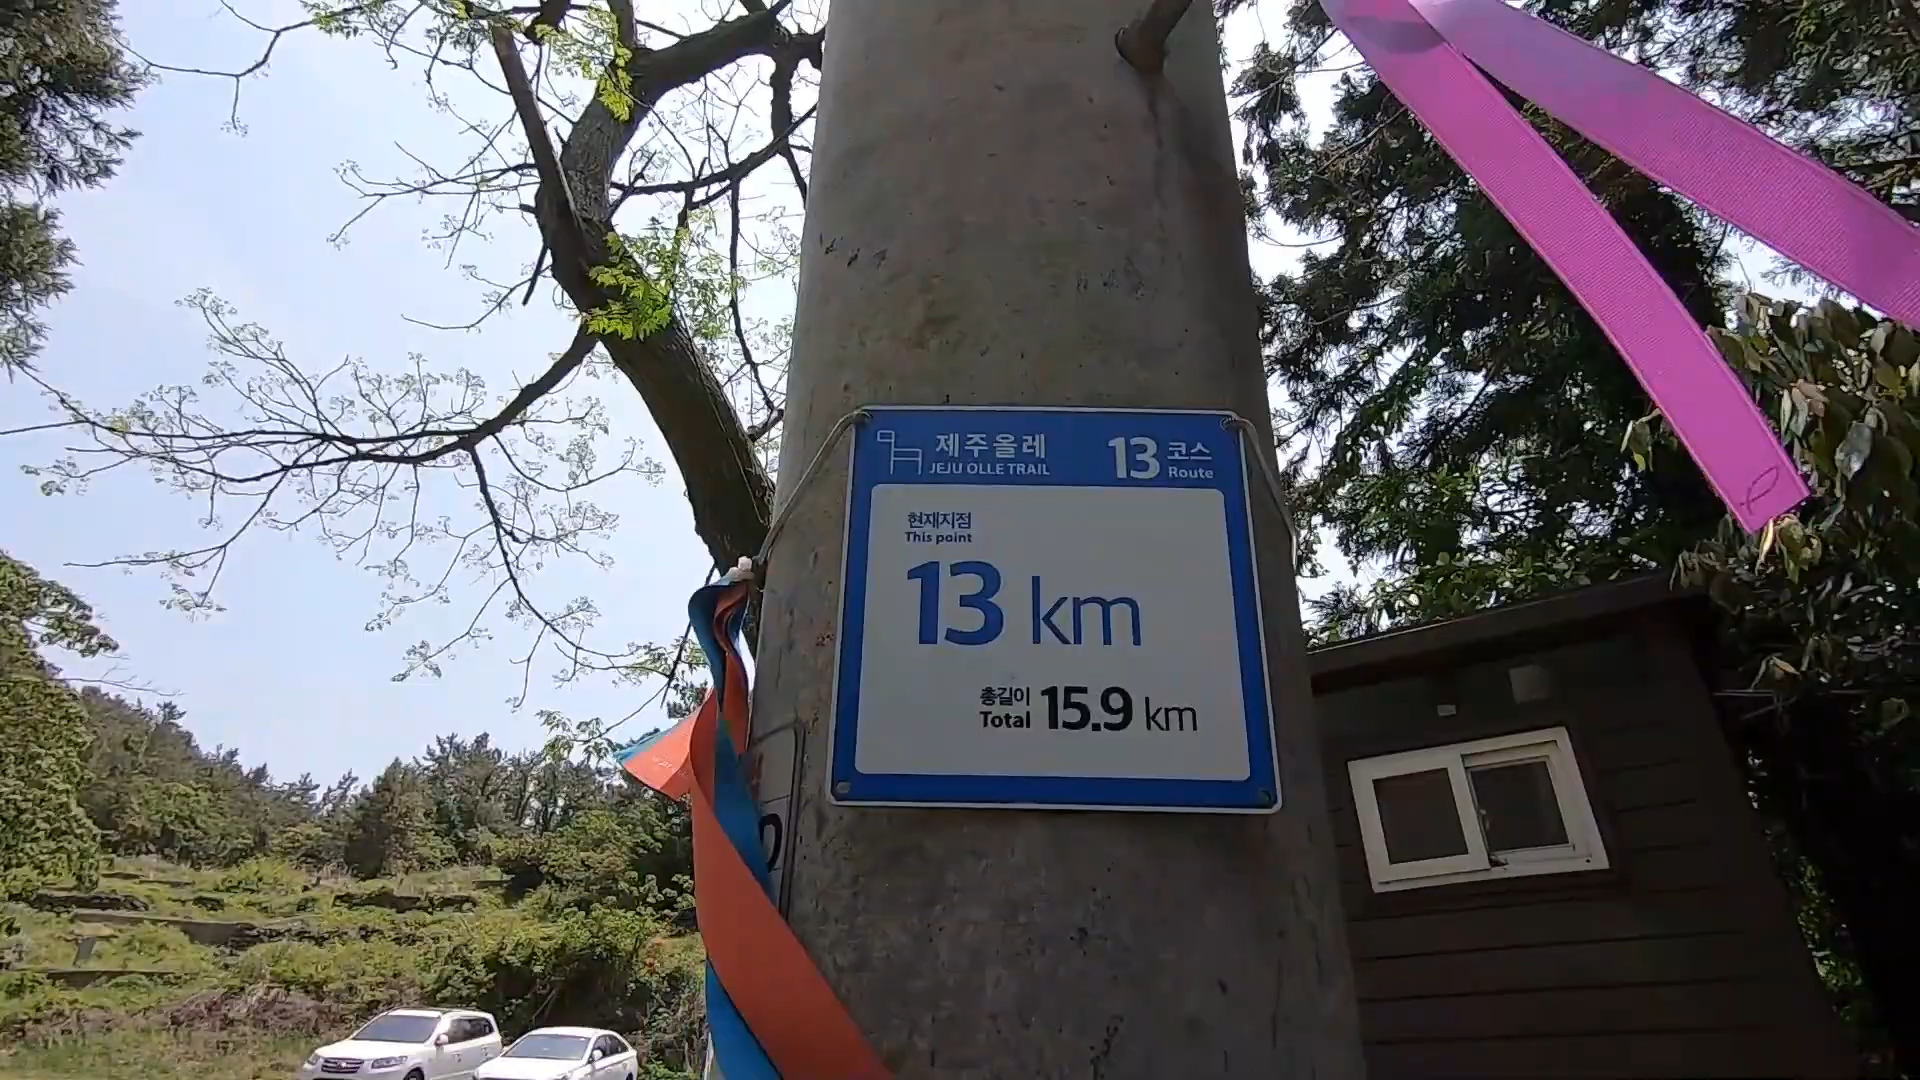 제주올레
JEJU OLLE TRAIL
13 코스
Route
현재지점
This point
13 km
총길이
Total 15.9 km